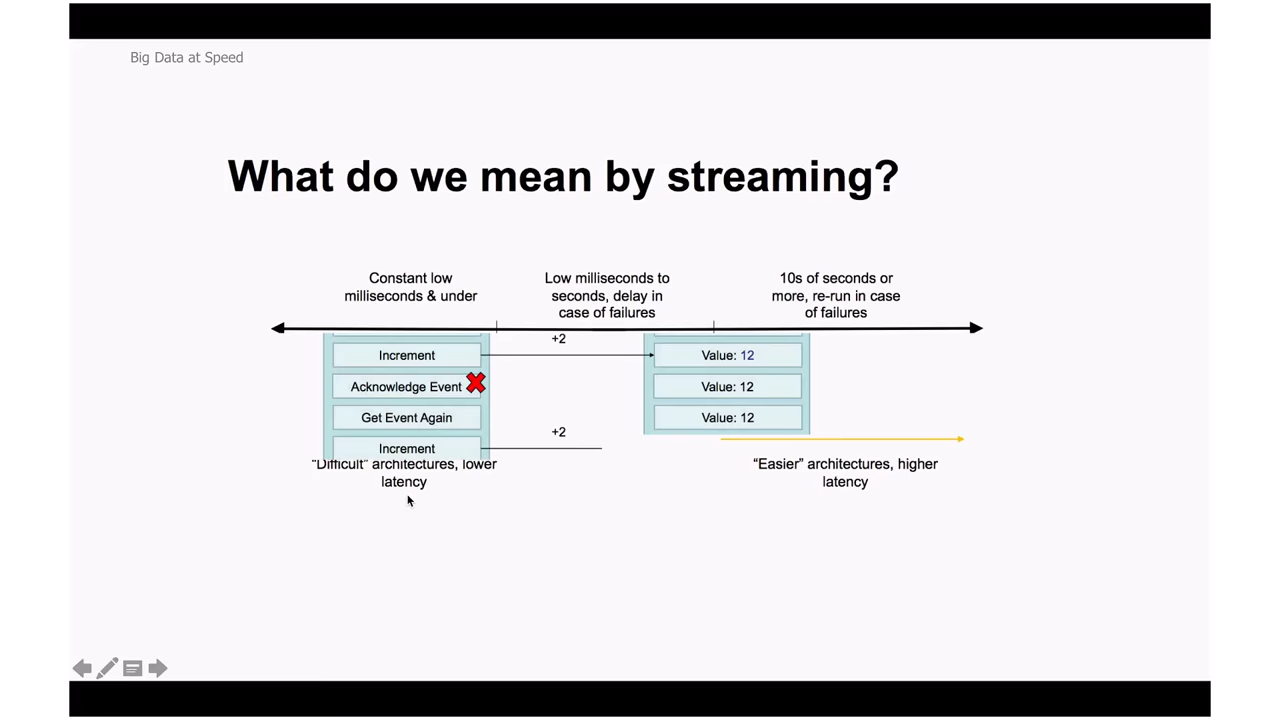 Big Data at Speed
What do we mean by streaming?
Constant low
milliseconds & under
Low milliseconds to
seconds, delay in
case of failures
10s of seconds or
more, re-run in case
of failures
+2
Increment
Value: 12
Acknowledge Event
Value: 12
Get Event Again
Value: 12
+2
Increment
"Difficult" architectures, lower
latency
“Easier” architectures, higher
latency